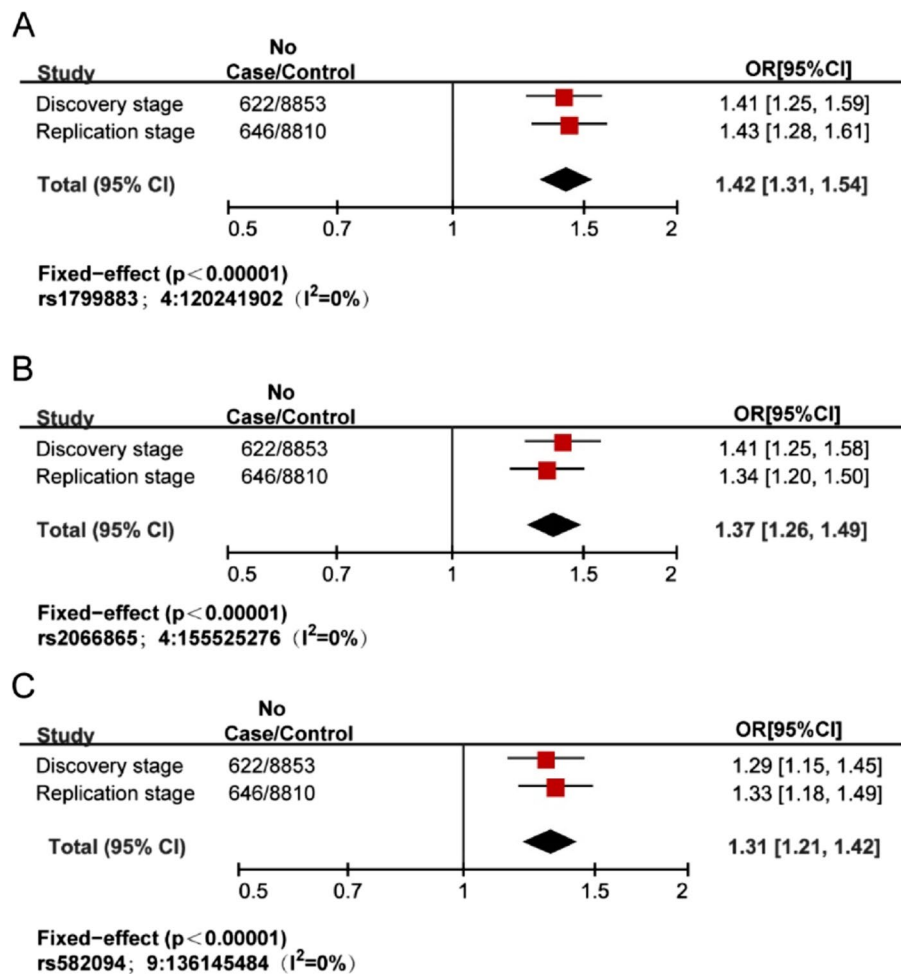 A
No
Study Case/Control OR[95%CI]
Discovery stage 622/8853 1.41 [1.25, 1.59]
Replication stage 646/8810 1.43 [1.28, 1.61]
Total (95% CI) 1.42 [1.31, 1.54]
0.5 0.7 1 1.5 2
Fixed−effect (p<0.00001)
rs1799883; 4:120241902 (I²=0%)
B
No
Study Case/Control OR[95%CI]
Discovery stage 622/8853 1.41 [1.25, 1.58]
Replication stage 646/8810 1.34 [1.20, 1.50]
Total (95% CI) 1.37 [1.26, 1.49]
0.5 0.7 1 1.5 2
Fixed−effect (p<0.00001)
rs2066865; 4:155525276 (I²=0%)
C
No
Study Case/Control OR[95%CI]
Discovery stage 622/8853 1.29 [1.15, 1.45]
Replication stage 646/8810 1.33 [1.18, 1.49]
Total (95% CI) 1.31 [1.21, 1.42]
0.5 0.7 1 1.5 2
Fixed−effect (p<0.00001)
rs582094; 9:136145484 (I²=0%)